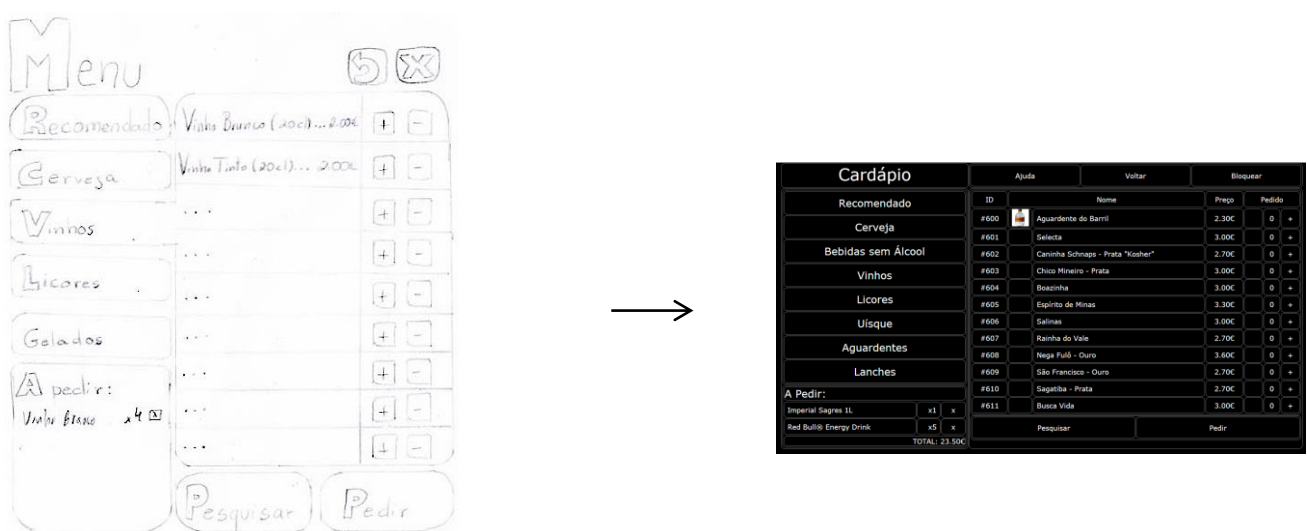 Menu
X
Recomendado
Vinho Branco (20cl)... 2.00€ + -
Cerveja
Vinho Tinto (20cl)... 2.00€ + -
Vinhos
... + -
... + -
Licores
... + -
Gelados
... + -
... + -
A pedir:
Vinho Branco x4 x
... + -
... + -
Pesquisar
Pedir
Cardápio
Recomendado
Cerveja
Bebidas sem Álcool
Vinhos
Licores
Uísque
Aguardentes
Lanches
A Pedir:
Imperial Sagres 1L x1 x
Red Bull® Energy Drink x5 x
TOTAL: 23.50€
Ajuda Voltar Bloquear
ID Nome Preço Pedido
#600 Aguardente do Barril 2.30€ 0 +
#601 Selecta 3.00€ 0 +
#602 Caninha Schnaps - Prata "Kosher" 2.70€ 0 +
#603 Chico Mineiro - Prata 3.00€ 0 +
#604 Boazinha 3.00€ 0 +
#605 Espírito de Minas 3.30€ 0 +
#606 Salinas 3.00€ 0 +
#607 Rainha do Vale 2.70€ 0 +
#608 Nega Fulô - Ouro 3.60€ 0 +
#609 São Francisco - Ouro 2.70€ 0 +
#610 Sagatiba - Prata 2.70€ 0 +
#611 Busca Vida 3.00€ 0 +
Pesquisar Pedir